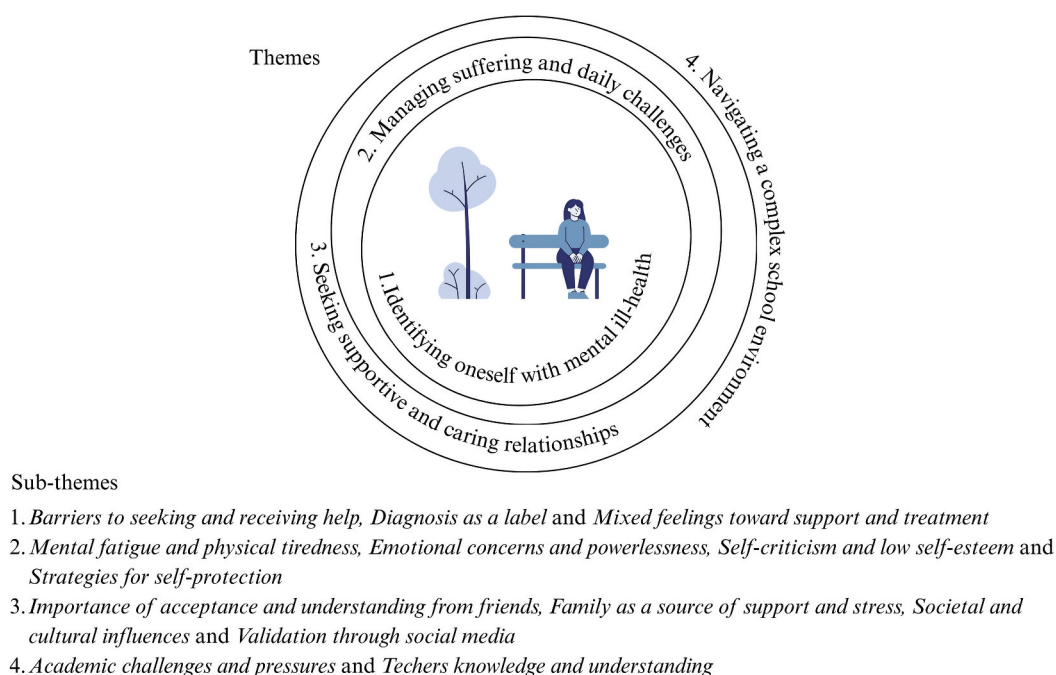 Themes
1.Identifying oneself with mental ill-health
2. Managing suffering and daily challenges
3. Seeking supportive and caring relationships
4. Navigating a complex school environment
Sub-themes
1. Barriers to seeking and receiving help, Diagnosis as a label and Mixed feelings toward support and treatment
2. Mental fatigue and physical tiredness, Emotional concerns and powerlessness, Self-criticism and low self-esteem and
Strategies for self-protection
3. Importance of acceptance and understanding from friends, Family as a source of support and stress, Societal and
cultural influences and Validation through social media
4. Academic challenges and pressures and Techers knowledge and understanding